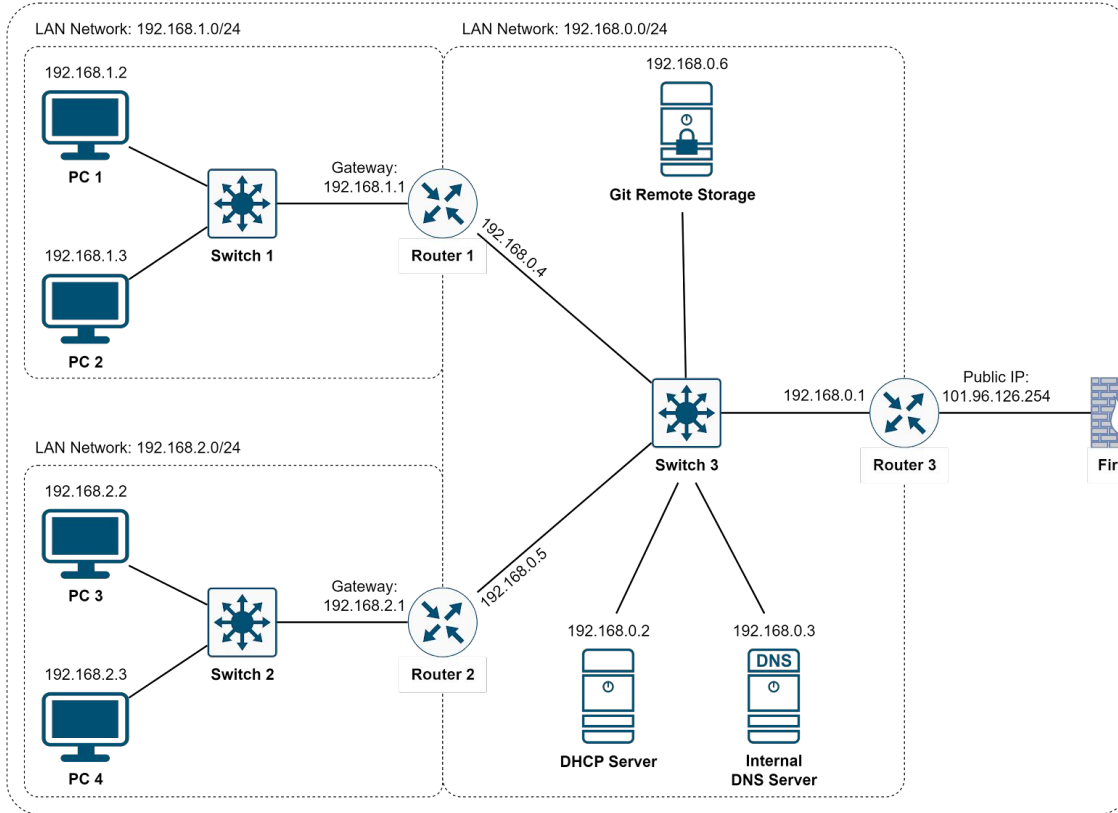 LAN Network: 192.168.1.0/24
LAN Network: 192.168.0.0/24
192.168.1.2
PC 1
192.168.1.3
PC 2
Switch 1
Gateway:
192.168.1.1
Router 1
192.168.0.4
192.168.0.6
Git Remote Storage
LAN Network: 192.168.2.0/24
192.168.2.2
PC 3
192.168.2.3
PC 4
Switch 2
Gateway:
192.168.2.1
Router 2
192.168.0.5
Switch 3
192.168.0.1
Router 3
Public IP:
101.96.126.254
Fir
192.168.0.2
DHCP Server
192.168.0.3
DNS
Internal
DNS Server